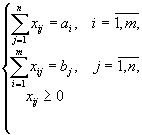 ∑_{j=1}^{n} x_{ij} = a_i, i = \overline{1,m},
∑_{i=1}^{m} x_{ij} = b_j, j = \overline{1,n},
x_{ij} ≥ 0